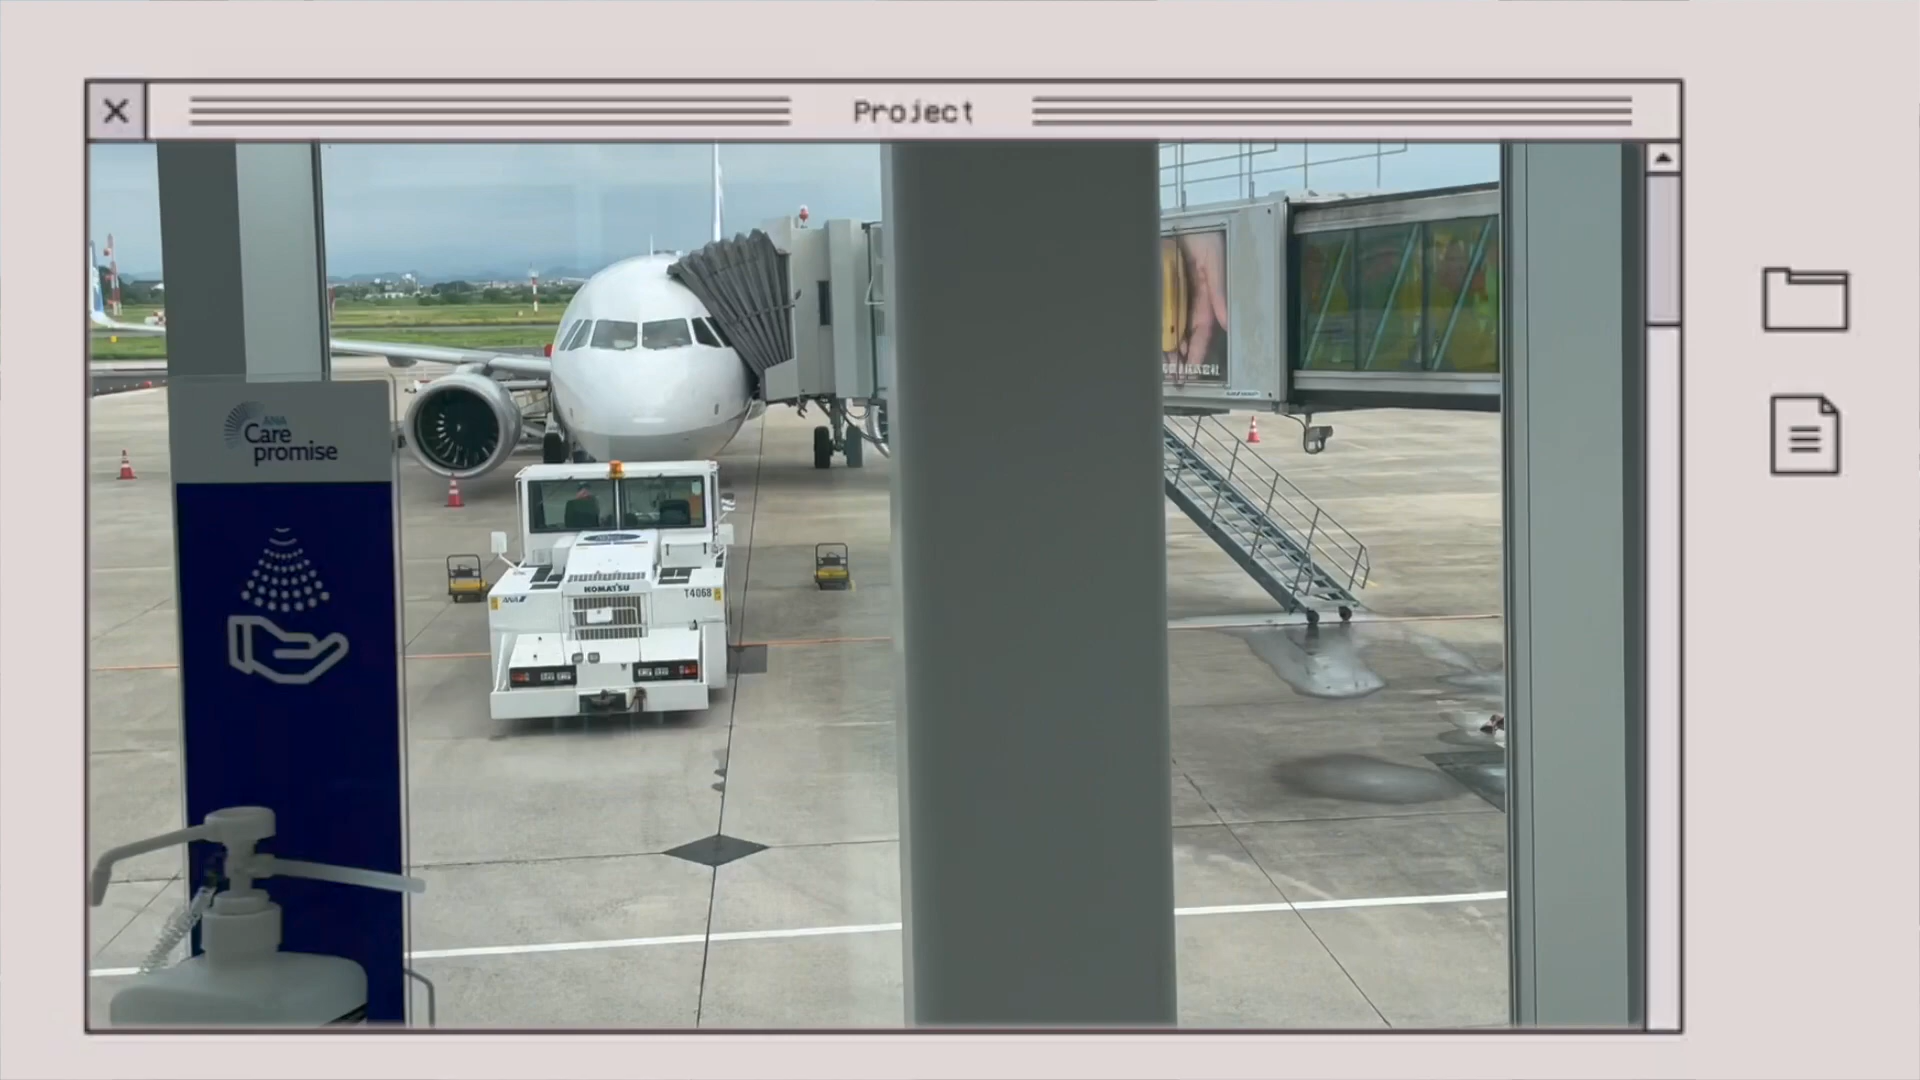 Project
ANA
Care
promise
KOMATSU
ANA
T4068